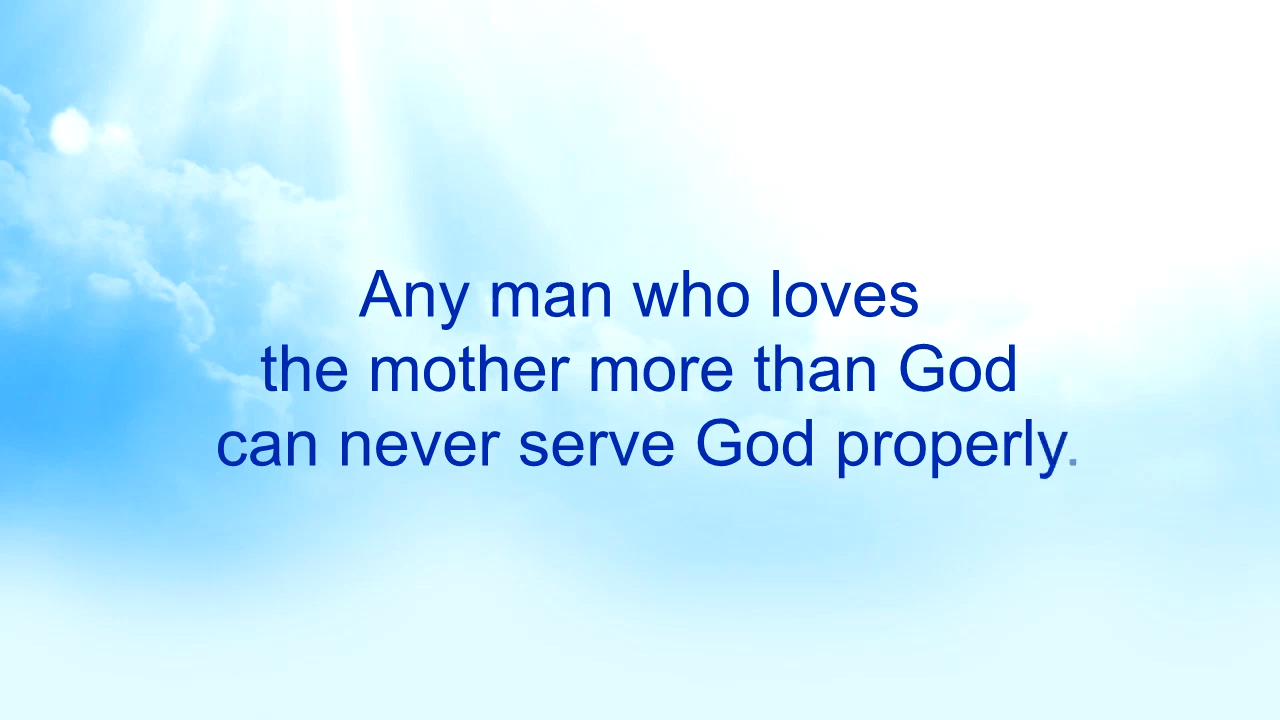 Any man who loves
the mother more than God
can never serve God properly.